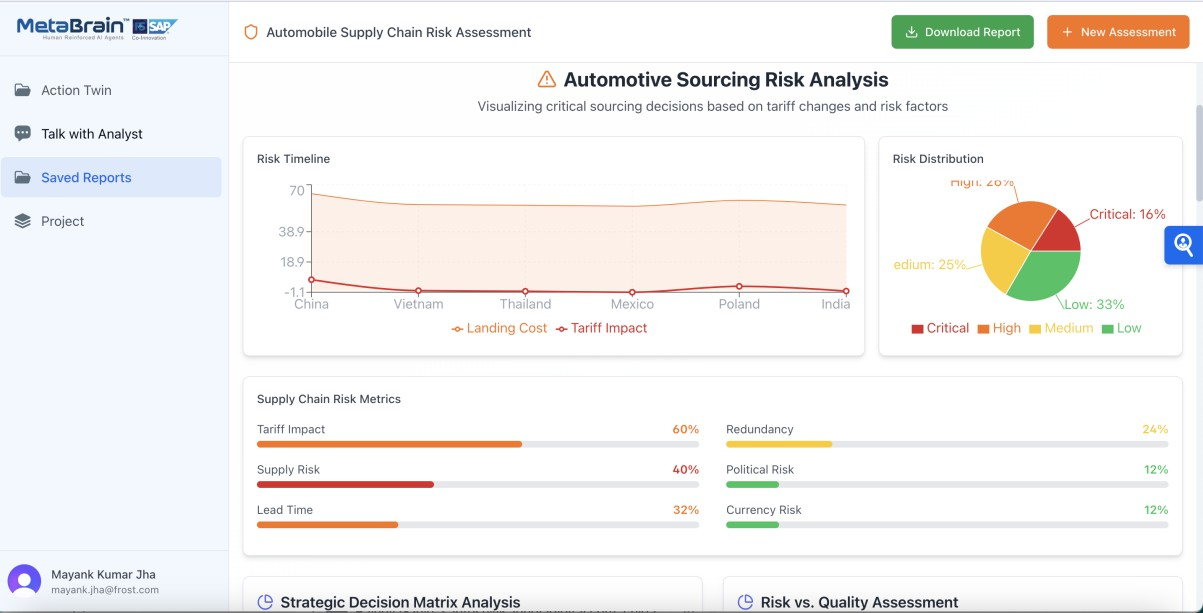 MetaBrain™ SAP
Human Reinforced AI Agents Co-Innovation
Automobile Supply Chain Risk Assessment
Download Report
+ New Assessment
Action Twin
Talk with Analyst
Saved Reports
Project
Automotive Sourcing Risk Analysis
Visualizing critical sourcing decisions based on tariff changes and risk factors
Risk Timeline
70
38.9
18.9
-1.1
China Vietnam Thailand Mexico Poland India
Landing Cost Tariff Impact
Risk Distribution
High: 26%
Critical: 16%
edium: 25%
Low: 33%
Critical High Medium Low
Supply Chain Risk Metrics
Tariff Impact 60%
Supply Risk 40%
Lead Time 32%
Redundancy 24%
Political Risk 12%
Currency Risk 12%
Strategic Decision Matrix Analysis
Risk vs. Quality Assessment
Mayank Kumar Jha
mayank.jha@frost.com